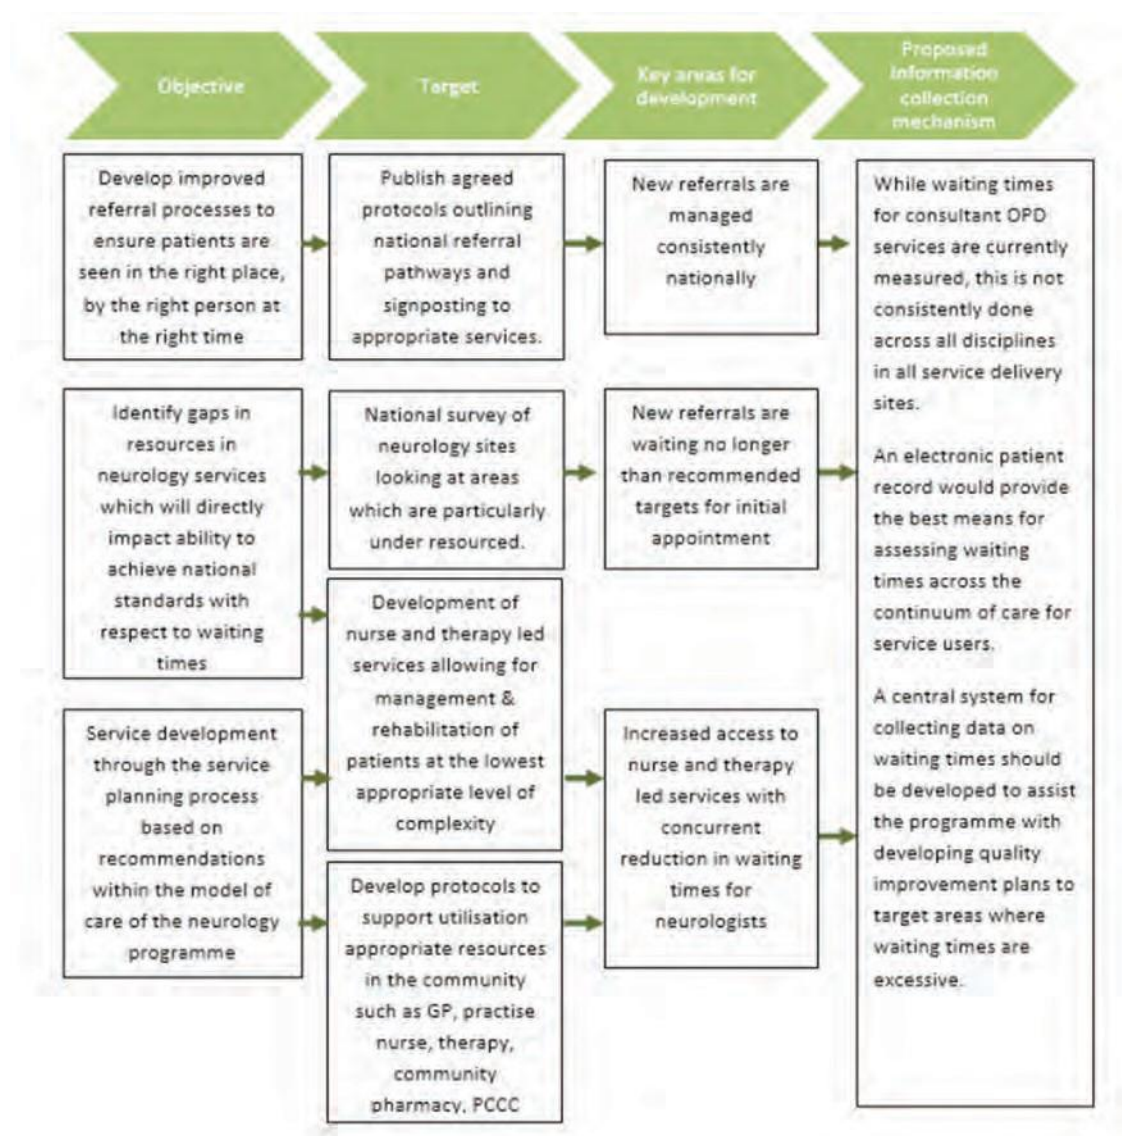 Objective
Target
Key areas for
development
Proposed
Information
collection
mechanism
Develop improved
referral processes to
ensure patients are
seen in the right place,
by the right person at
the right time
Publish agreed
protocols outlining
national referral
pathways and
signposting to
appropriate services.
New referrals are
managed
consistently
nationally
While waiting times
for consultant OPD
services are currently
measured, this is not
consistently done
across all disciplines
in all service delivery
sites.
An electronic patient
record would provide
the best means for
assessing waiting
times across the
continuum of care for
service users.
A central system for
collecting data on
waiting times should
be developed to assist
the programme with
developing quality
improvement plans to
target areas where
waiting times are
excessive.
Identify gaps in
resources in
neurology services
which will directly
impact ability to
achieve national
standards with
respect to waiting
times
National survey of
neurology sites
looking at areas
which are particularly
under resourced.
New referrals are
waiting no longer
than recommended
targets for initial
appointment
Development of
nurse and therapy led
services allowing for
management &
rehabilitation of
patients at the lowest
appropriate level of
complexity
Service development
through the service
planning process
based on
recommendations
within the model of
care of the neurology
programme
Increased access to
nurse and therapy
led services with
concurrent
reduction in waiting
times for
neurologists
Develop protocols to
support utilisation
appropriate resources
in the community
such as GP, practise
nurse, therapy,
community
pharmacy, PCCC